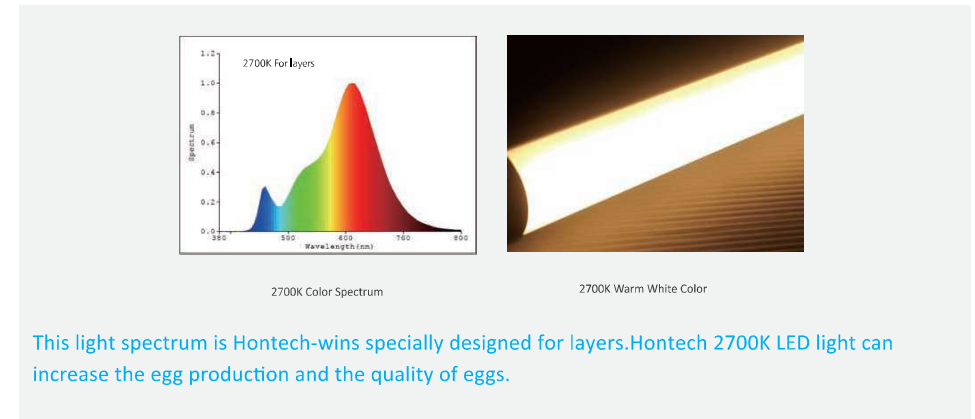 2700K For layers
1.2
1.0
0.8
0.6
0.4
0.2
0.0
Spectrum
380 500 600 700 800
Wavelength(nm)
2700K Color Spectrum
2700K Warm White Color
This light spectrum is Hontech-wins specially designed for layers.Hontech 2700K LED light can
increase the egg production and the quality of eggs.